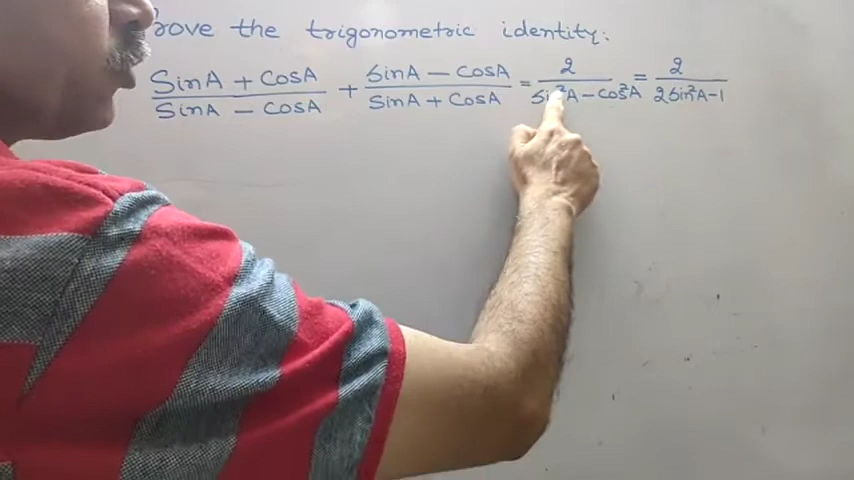 Prove the trigonometric identity:
SinA + CosA / SinA - CosA + SinA - CosA / SinA + CosA = 2 / Sin²A - Cos²A = 2 / 2Sin²A-1